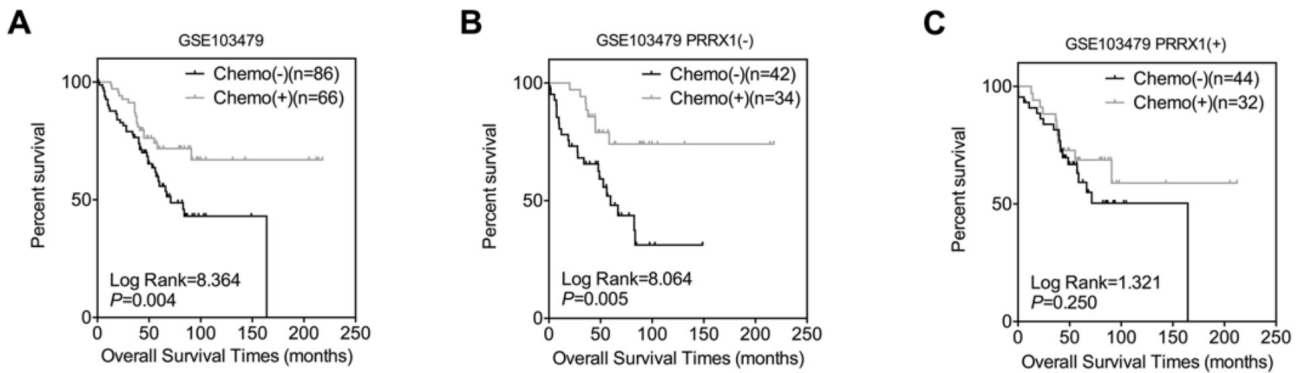 A
GSE103479
Chemo(-)(n=86)
Chemo(+)(n=66)
100
50
0
Percent survival
Log Rank=8.364
P=0.004
0 50 100 150 200 250
Overall Survival Times (months)
B
GSE103479 PRRX1(-)
Chemo(-)(n=42)
Chemo(+)(n=34)
100
50
0
Percent survival
Log Rank=8.064
P=0.005
0 50 100 150 200 250
Overall Survival Times (months)
C
GSE103479 PRRX1(+)
Chemo(-)(n=44)
Chemo(+)(n=32)
100
50
0
Percent survival
Log Rank=1.321
P=0.250
0 50 100 150 200 250
Overall Survival Times (months)